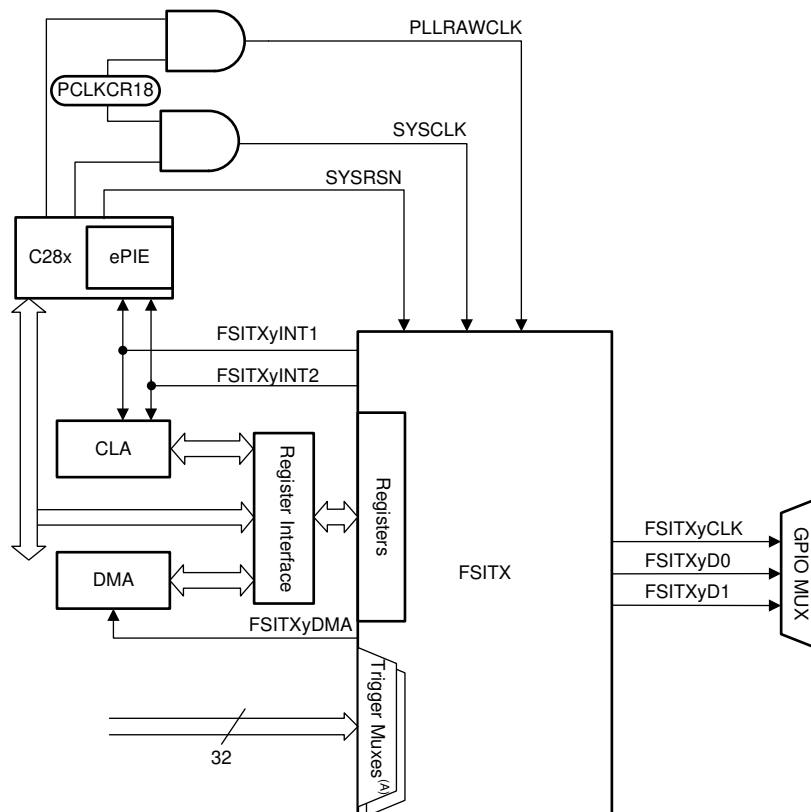 PLLRAWCLK
PCLKCR18
SYSCLK
SYSRSN
C28x
ePIE
FSITXyINT1
FSITXyINT2
CLA
Register Interface
Registers
FSITX
FSITXyCLK
FSITXyD0
FSITXyD1
GPIO MUX
DMA
FSITXyDMA
Trigger Muxes(A)
32